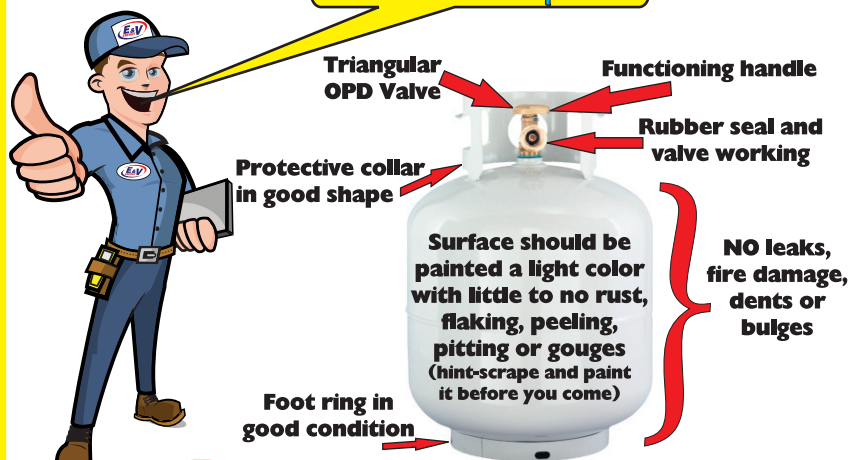 E&V
E&V
Triangular
OPD Valve
Functioning handle
Rubber seal and
valve working
Protective collar
in good shape
Surface should be
painted a light color
with little to no rust,
flaking, peeling,
pitting or gouges
(hint-scrape and paint
it before you come)
NO leaks,
fire damage,
dents or
bulges
Foot ring in
good condition